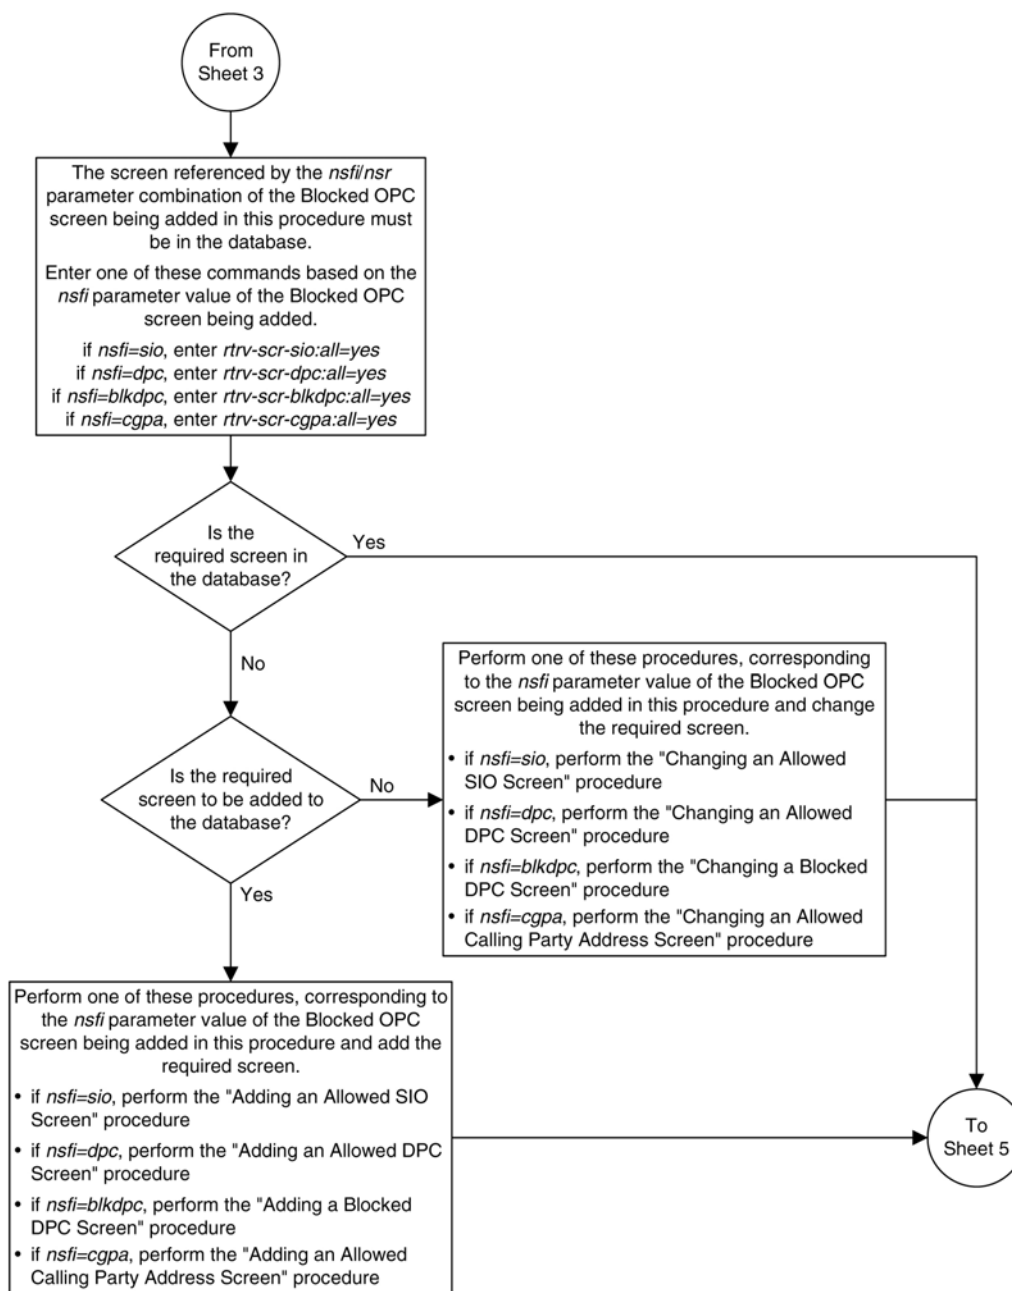 From
Sheet 3
The screen referenced by the nsfi/nsr
parameter combination of the Blocked OPC
screen being added in this procedure must
be in the database.
Enter one of these commands based on the
nsfi parameter value of the Blocked OPC
screen being added.
if nsfi=sio, enter rtrv-scr-sio:all=yes
if nsfi=dpc, enter rtrv-scr-dpc:all=yes
if nsfi=blkdpc, enter rtrv-scr-blkdpc:all=yes
if nsfi=cgpa, enter rtrv-scr-cgpa:all=yes
Is the
required screen in
the database?
Yes
No
Is the required
screen to be added to
the database?
No
Yes
Perform one of these procedures, corresponding
to the nsfi parameter value of the Blocked OPC
screen being added in this procedure and change
the required screen.
• if nsfi=sio, perform the "Changing an Allowed
SIO Screen" procedure
• if nsfi=dpc, perform the "Changing an Allowed
DPC Screen" procedure
• if nsfi=blkdpc, perform the "Changing a Blocked
DPC Screen" procedure
• if nsfi=cgpa, perform the "Changing an Allowed
Calling Party Address Screen" procedure
Perform one of these procedures, corresponding to
the nsfi parameter value of the Blocked OPC
screen being added in this procedure and add the
required screen.
• if nsfi=sio, perform the "Adding an Allowed SIO
Screen" procedure
• if nsfi=dpc, perform the "Adding an Allowed DPC
Screen" procedure
• if nsfi=blkdpc, perform the "Adding a Blocked
DPC Screen" procedure
• if nsfi=cgpa, perform the "Adding an Allowed
Calling Party Address Screen" procedure
To
Sheet 5